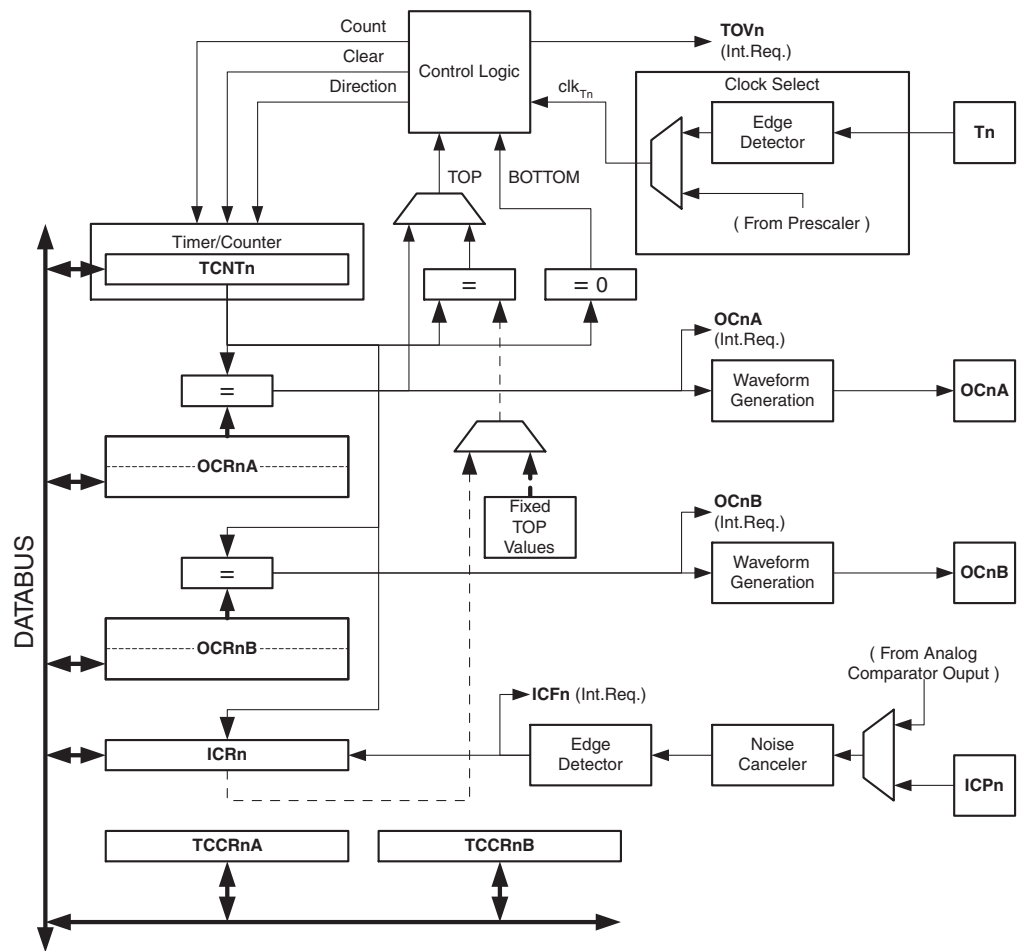 Count
Clear
Direction
Control Logic
TOVn
(Int.Req.)
clkTn
TOP
BOTTOM
Clock Select
Edge
Detector
Tn
( From Prescaler )
Timer/Counter
TCNTn
=
= 0
=
OCRnA
OCnA
(Int.Req.)
Waveform
Generation
OCnA
Fixed
TOP
Values
=
OCRnB
OCnB
(Int.Req.)
Waveform
Generation
OCnB
DATABUS
ICRn
ICFn (Int.Req.)
Edge
Detector
Noise
Canceler
( From Analog
Comparator Ouput )
ICPn
TCCRnA
TCCRnB